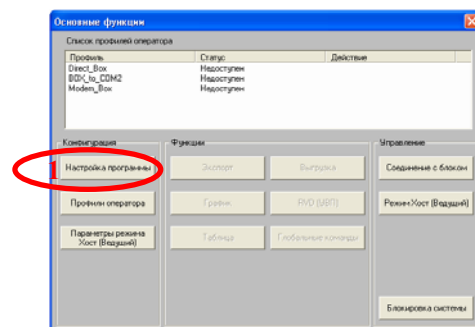 Основные функции
Список профилей оператора
Профиль Статус Действие
Direct_Box Недоступен
BOX_to_COM2 Недоступен
Modem_Box Недоступен
Конфигурация Функции Управление
1
Настройка программы Экспорт Выгрузка Соединение с блоком
Профили оператора График RVD (УВП) Режим Хост (Ведущий)
Параметры режима
Хост (Ведущий) Таблица Глобальные команды
Блокировка системы